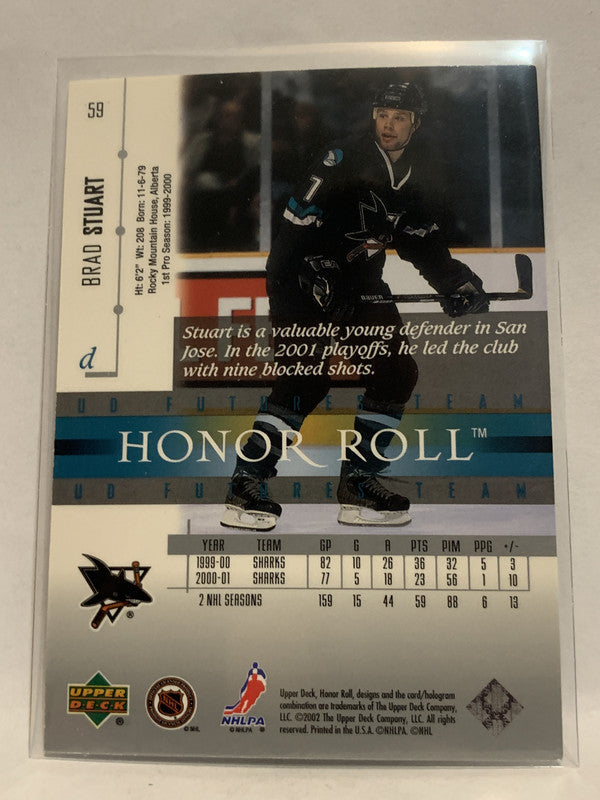 59
BRAD STUART
Ht: 6'2" Wt: 208 Born: 11-6-79
Rocky Mountain House, Alberta
1st Pro Season: 1999-2000
d
7
BAUER
Stuart is a valuable young defender in San
Jose. In the 2001 playoffs, he led the club
with nine blocked shots.
UD FUTURES TEAM
HONOR ROLL™
UD FUTURES TEAM
YEAR TEAM GP G A PTS PIM PPG +/-
1999-00 SHARKS 82 10 26 36 32 5 3
2000-01 SHARKS 77 5 18 23 56 1 10
2 NHL SEASONS 159 15 44 59 88 6 13
®
UPPER
DECK
®
©NHL
NHLPA
©NHLPA ®
Upper Deck, Honor Roll, designs and the card/hologram
combination are trademarks of The Upper Deck Company,
LLC. ©2002 The Upper Deck Company, LLC. All rights
reserved. Printed in the U.S.A. ©NHLPA. ©NHL